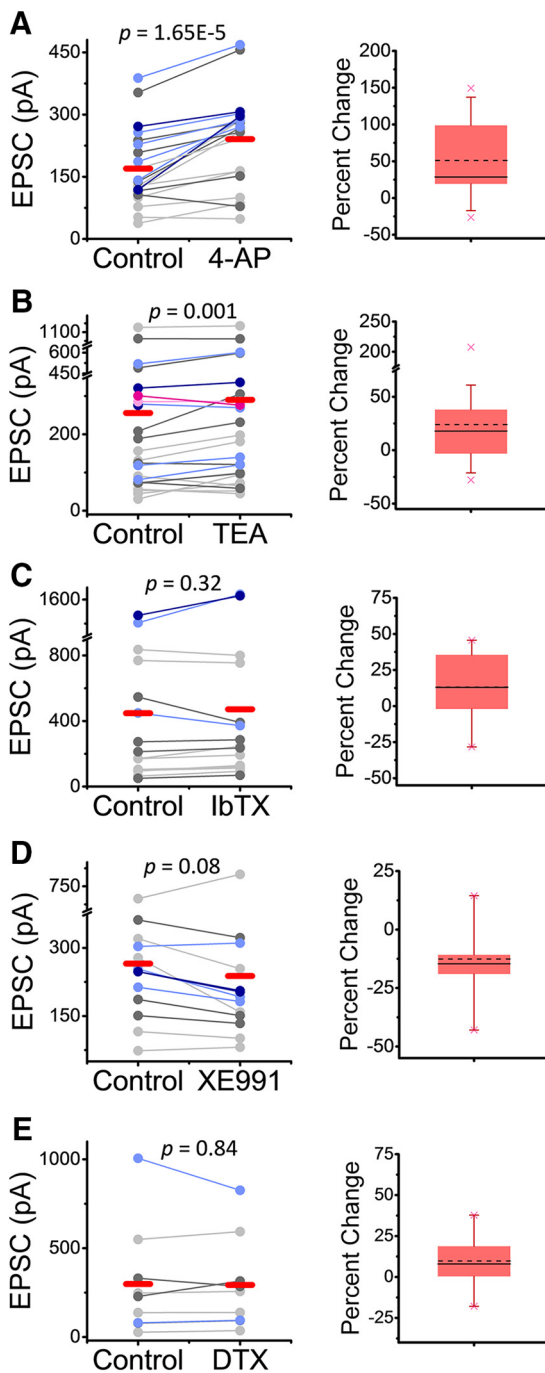 A
p = 1.65E-5
EPSC (pA)
450
300
150
0
Control 4-AP
Percent Change
200
150
100
50
0
-50
B
p = 0.001
EPSC (pA)
1100
600
450
200
0
Control TEA
Percent Change
250
200
50
0
-50
C
p = 0.32
EPSC (pA)
1600
800
400
0
Control IbTX
Percent Change
75
50
25
0
-25
-50
D
p = 0.08
EPSC (pA)
750
300
150
Control XE991
Percent Change
25
0
-25
-50
E
p = 0.84
EPSC (pA)
1000
500
0
Control DTX
Percent Change
75
50
25
0
-25